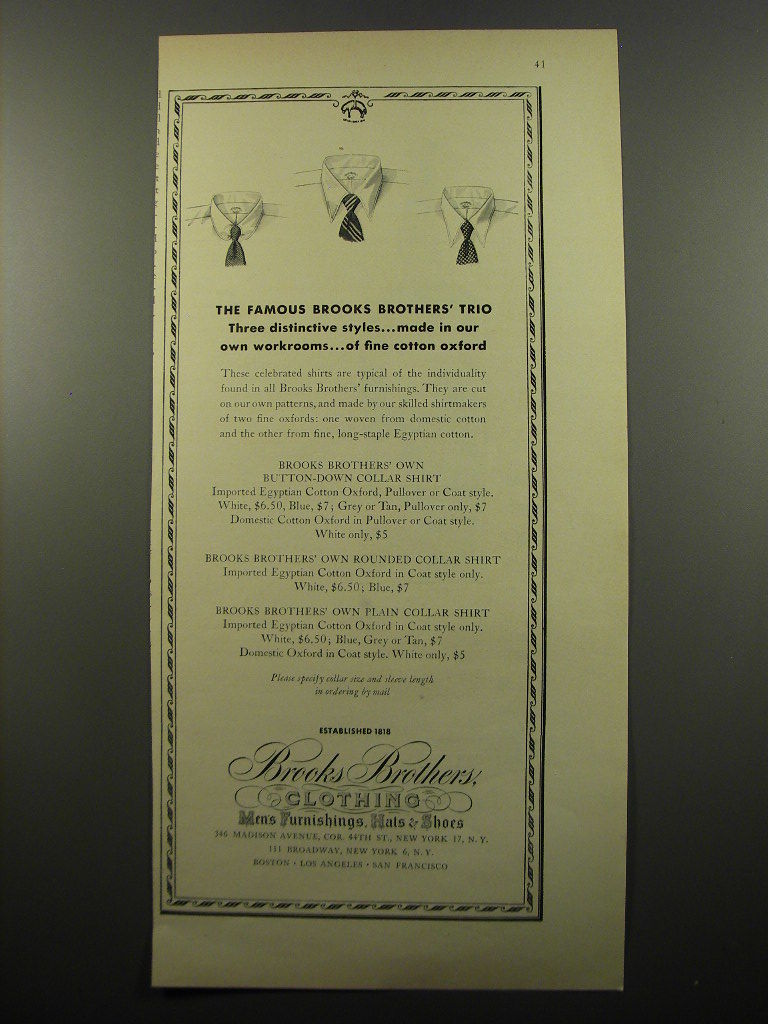 41
THE FAMOUS BROOKS BROTHERS' TRIO
Three distinctive styles...made in our
own workrooms...of fine cotton oxford
These celebrated shirts are typical of the individuality
found in all Brooks Brothers' furnishings. They are cut
on our own patterns, and made by our skilled shirtmakers
of two fine oxfords: one woven from domestic cotton
and the other from fine, long-staple Egyptian cotton.
BROOKS BROTHERS' OWN
BUTTON-DOWN COLLAR SHIRT
Imported Egyptian Cotton Oxford, Pullover or Coat style.
White, $6.50, Blue, $7; Grey or Tan, Pullover only, $7
Domestic Cotton Oxford in Pullover or Coat style.
White only, $5
BROOKS BROTHERS' OWN ROUNDED COLLAR SHIRT
Imported Egyptian Cotton Oxford in Coat style only.
White, $6.50; Blue, $7
BROOKS BROTHERS' OWN PLAIN COLLAR SHIRT
Imported Egyptian Cotton Oxford in Coat style only.
White, $6.50; Blue, Grey or Tan, $7
Domestic Oxford in Coat style. White only, $5
Please specify collar size and sleeve length
in ordering by mail
ESTABLISHED 1818
Brooks Brothers,
CLOTHING
Men's Furnishings, Hats & Shoes
346 MADISON AVENUE, COR. 44TH ST., NEW YORK 17, N. Y.
111 BROADWAY, NEW YORK 6, N. Y.
BOSTON • LOS ANGELES • SAN FRANCISCO